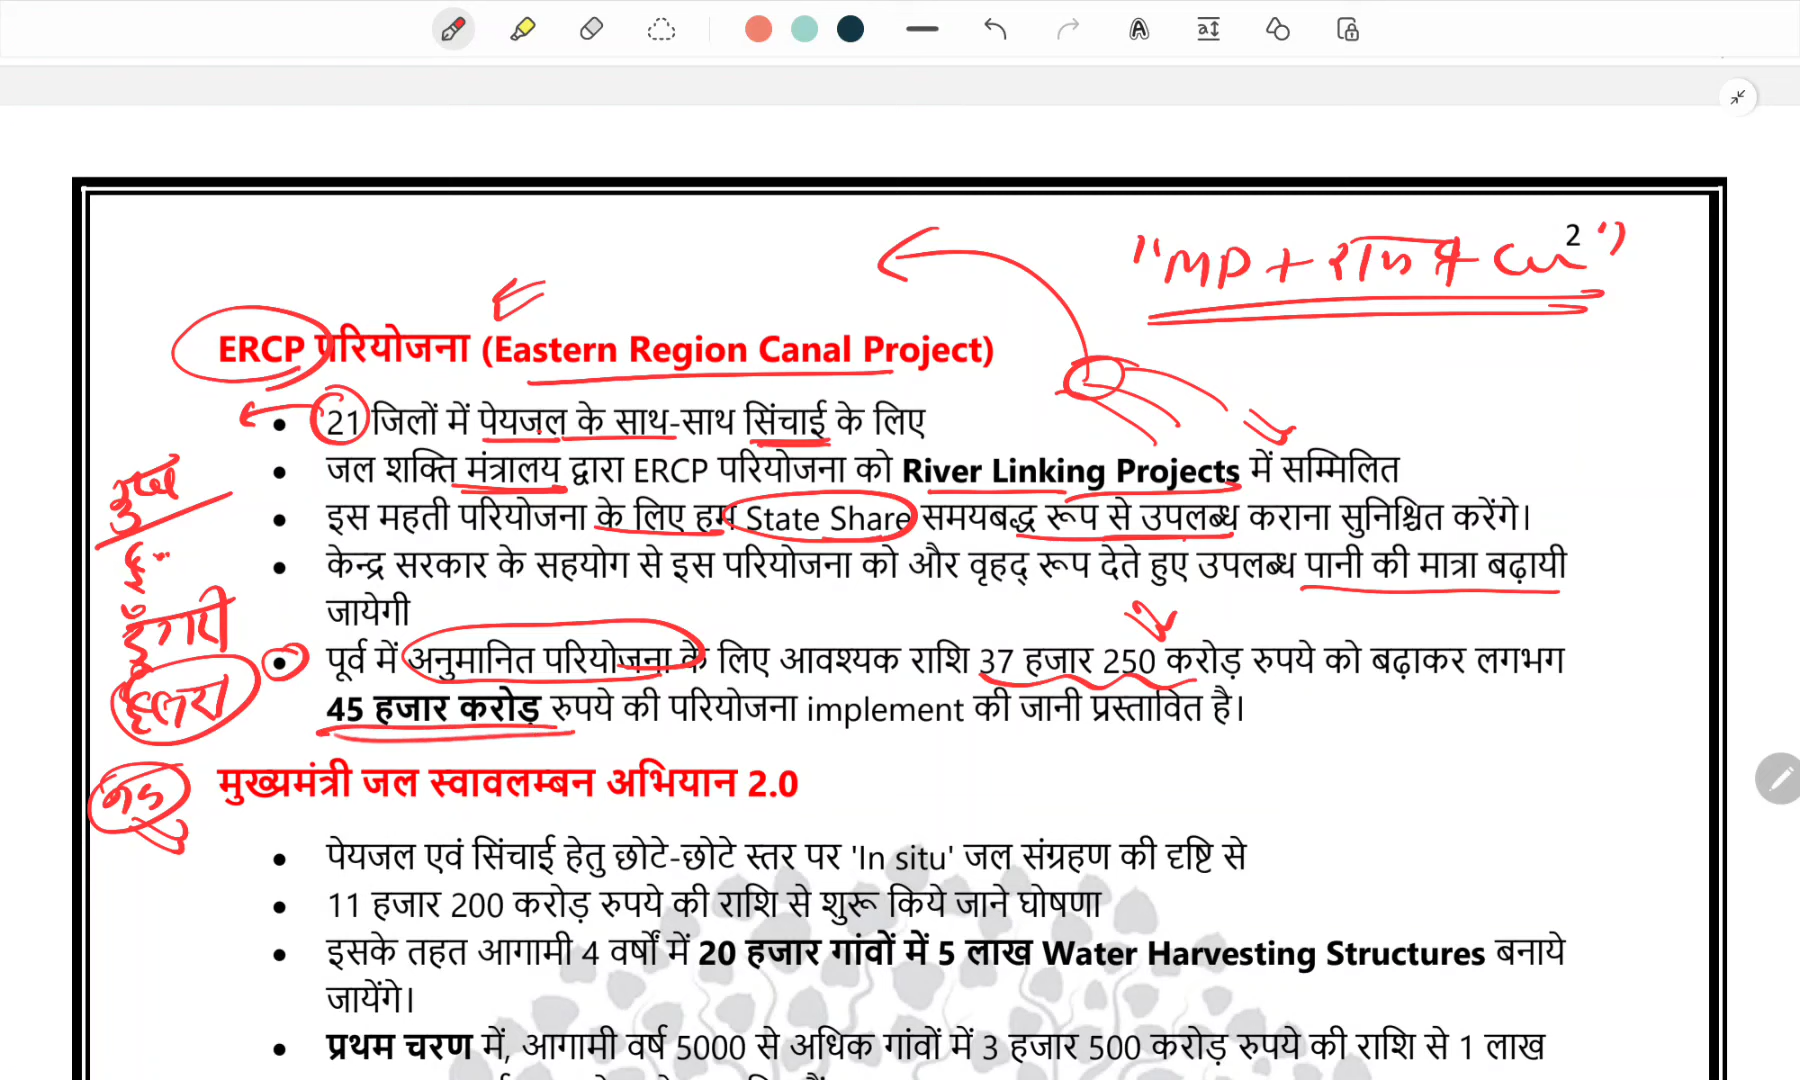 2
"MP + राज
ERCP परियोजना (Eastern Region Canal Project)
• 21 जिलों में पेयजल के साथ-साथ सिंचाई के लिए
• जल शक्ति मंत्रालय द्वारा ERCP परियोजना को River Linking Projects में सम्मिलित
• इस महती परियोजना के लिए हम State Share समयबद्ध रूप से उपलब्ध कराना सुनिश्चित करेंगे।
• केन्द्र सरकार के सहयोग से इस परियोजना को और वृहद् रूप देते हुए उपलब्ध पानी की मात्रा बढ़ायी
जायेगी
• पूर्व में अनुमानित परियोजना के लिए आवश्यक राशि 37 हजार 250 करोड़ रुपये को बढ़ाकर लगभग
45 हजार करोड़ रुपये की परियोजना implement की जानी प्रस्तावित है।
मुख्यमंत्री जल स्वावलम्बन अभियान 2.0
• पेयजल एवं सिंचाई हेतु छोटे-छोटे स्तर पर 'In situ' जल संग्रहण की दृष्टि से
• 11 हजार 200 करोड़ रुपये की राशि से शुरू किये जाने घोषणा
• इसके तहत आगामी 4 वर्षों में 20 हजार गांवों में 5 लाख Water Harvesting Structures बनाये
जायेंगे।
• प्रथम चरण में, आगामी वर्ष 5000 से अधिक गांवों में 3 हजार 500 करोड़ रुपये की राशि से 1 लाख